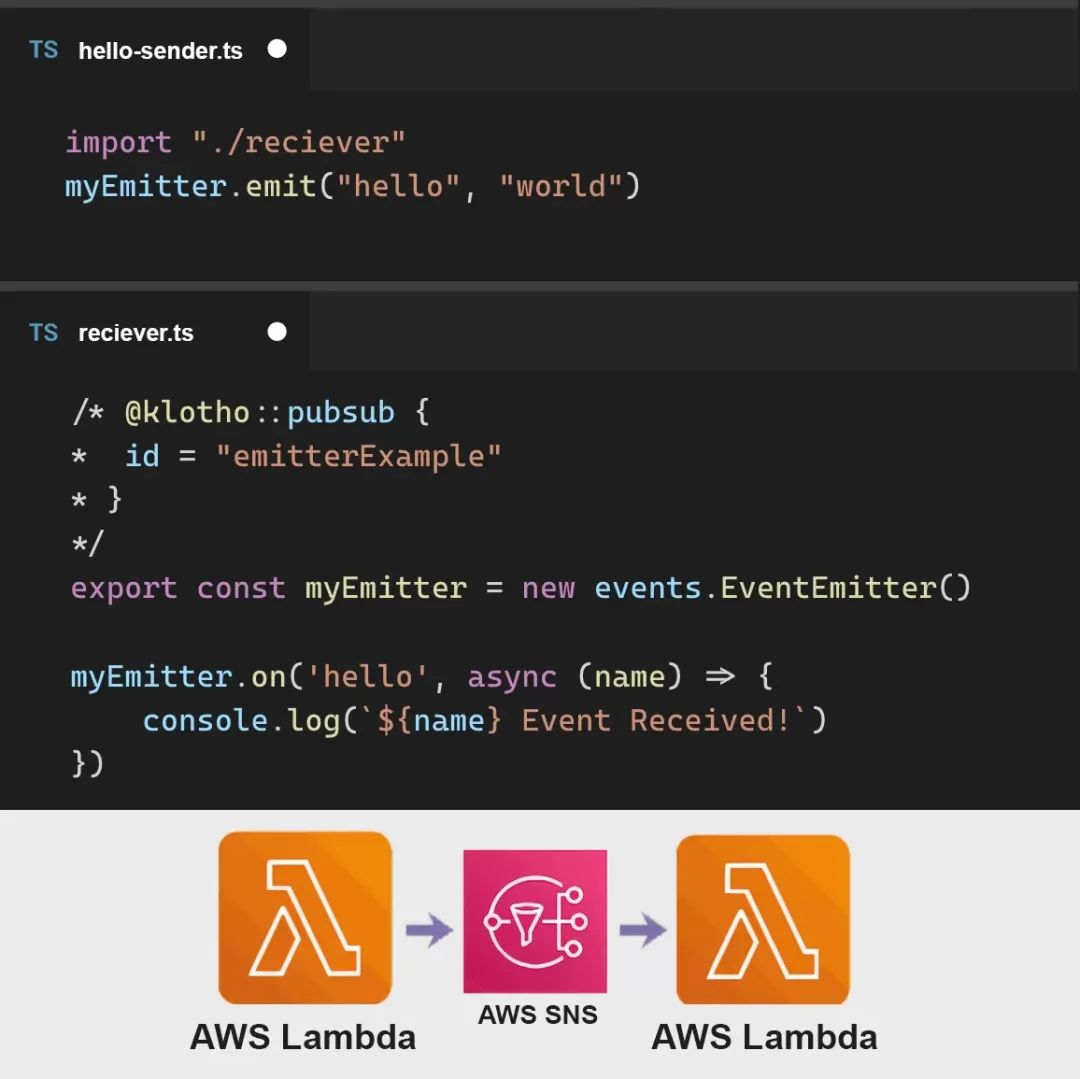 TS hello-sender.ts
import "./reciever"
myEmitter.emit("hello", "world")
TS reciever.ts
/* @klotho::pubsub {
*  id = "emitterExample"
* }
*/
export const myEmitter = new events.EventEmitter()
myEmitter.on('hello', async (name) => {
    console.log(`${name} Event Received!`)
})
AWS SNS
AWS Lambda
AWS Lambda